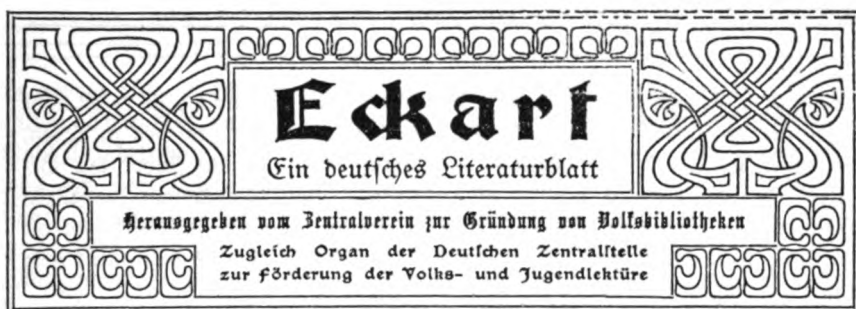 Eckart
Ein deutſches Literaturblatt
Herausgegeben vom Zentralverein zur Gründung von Volksbibliotheken
Zugleich Organ der Deutſchen Zentralſtelle
zur Förderung der Volks- und Jugendlektüre